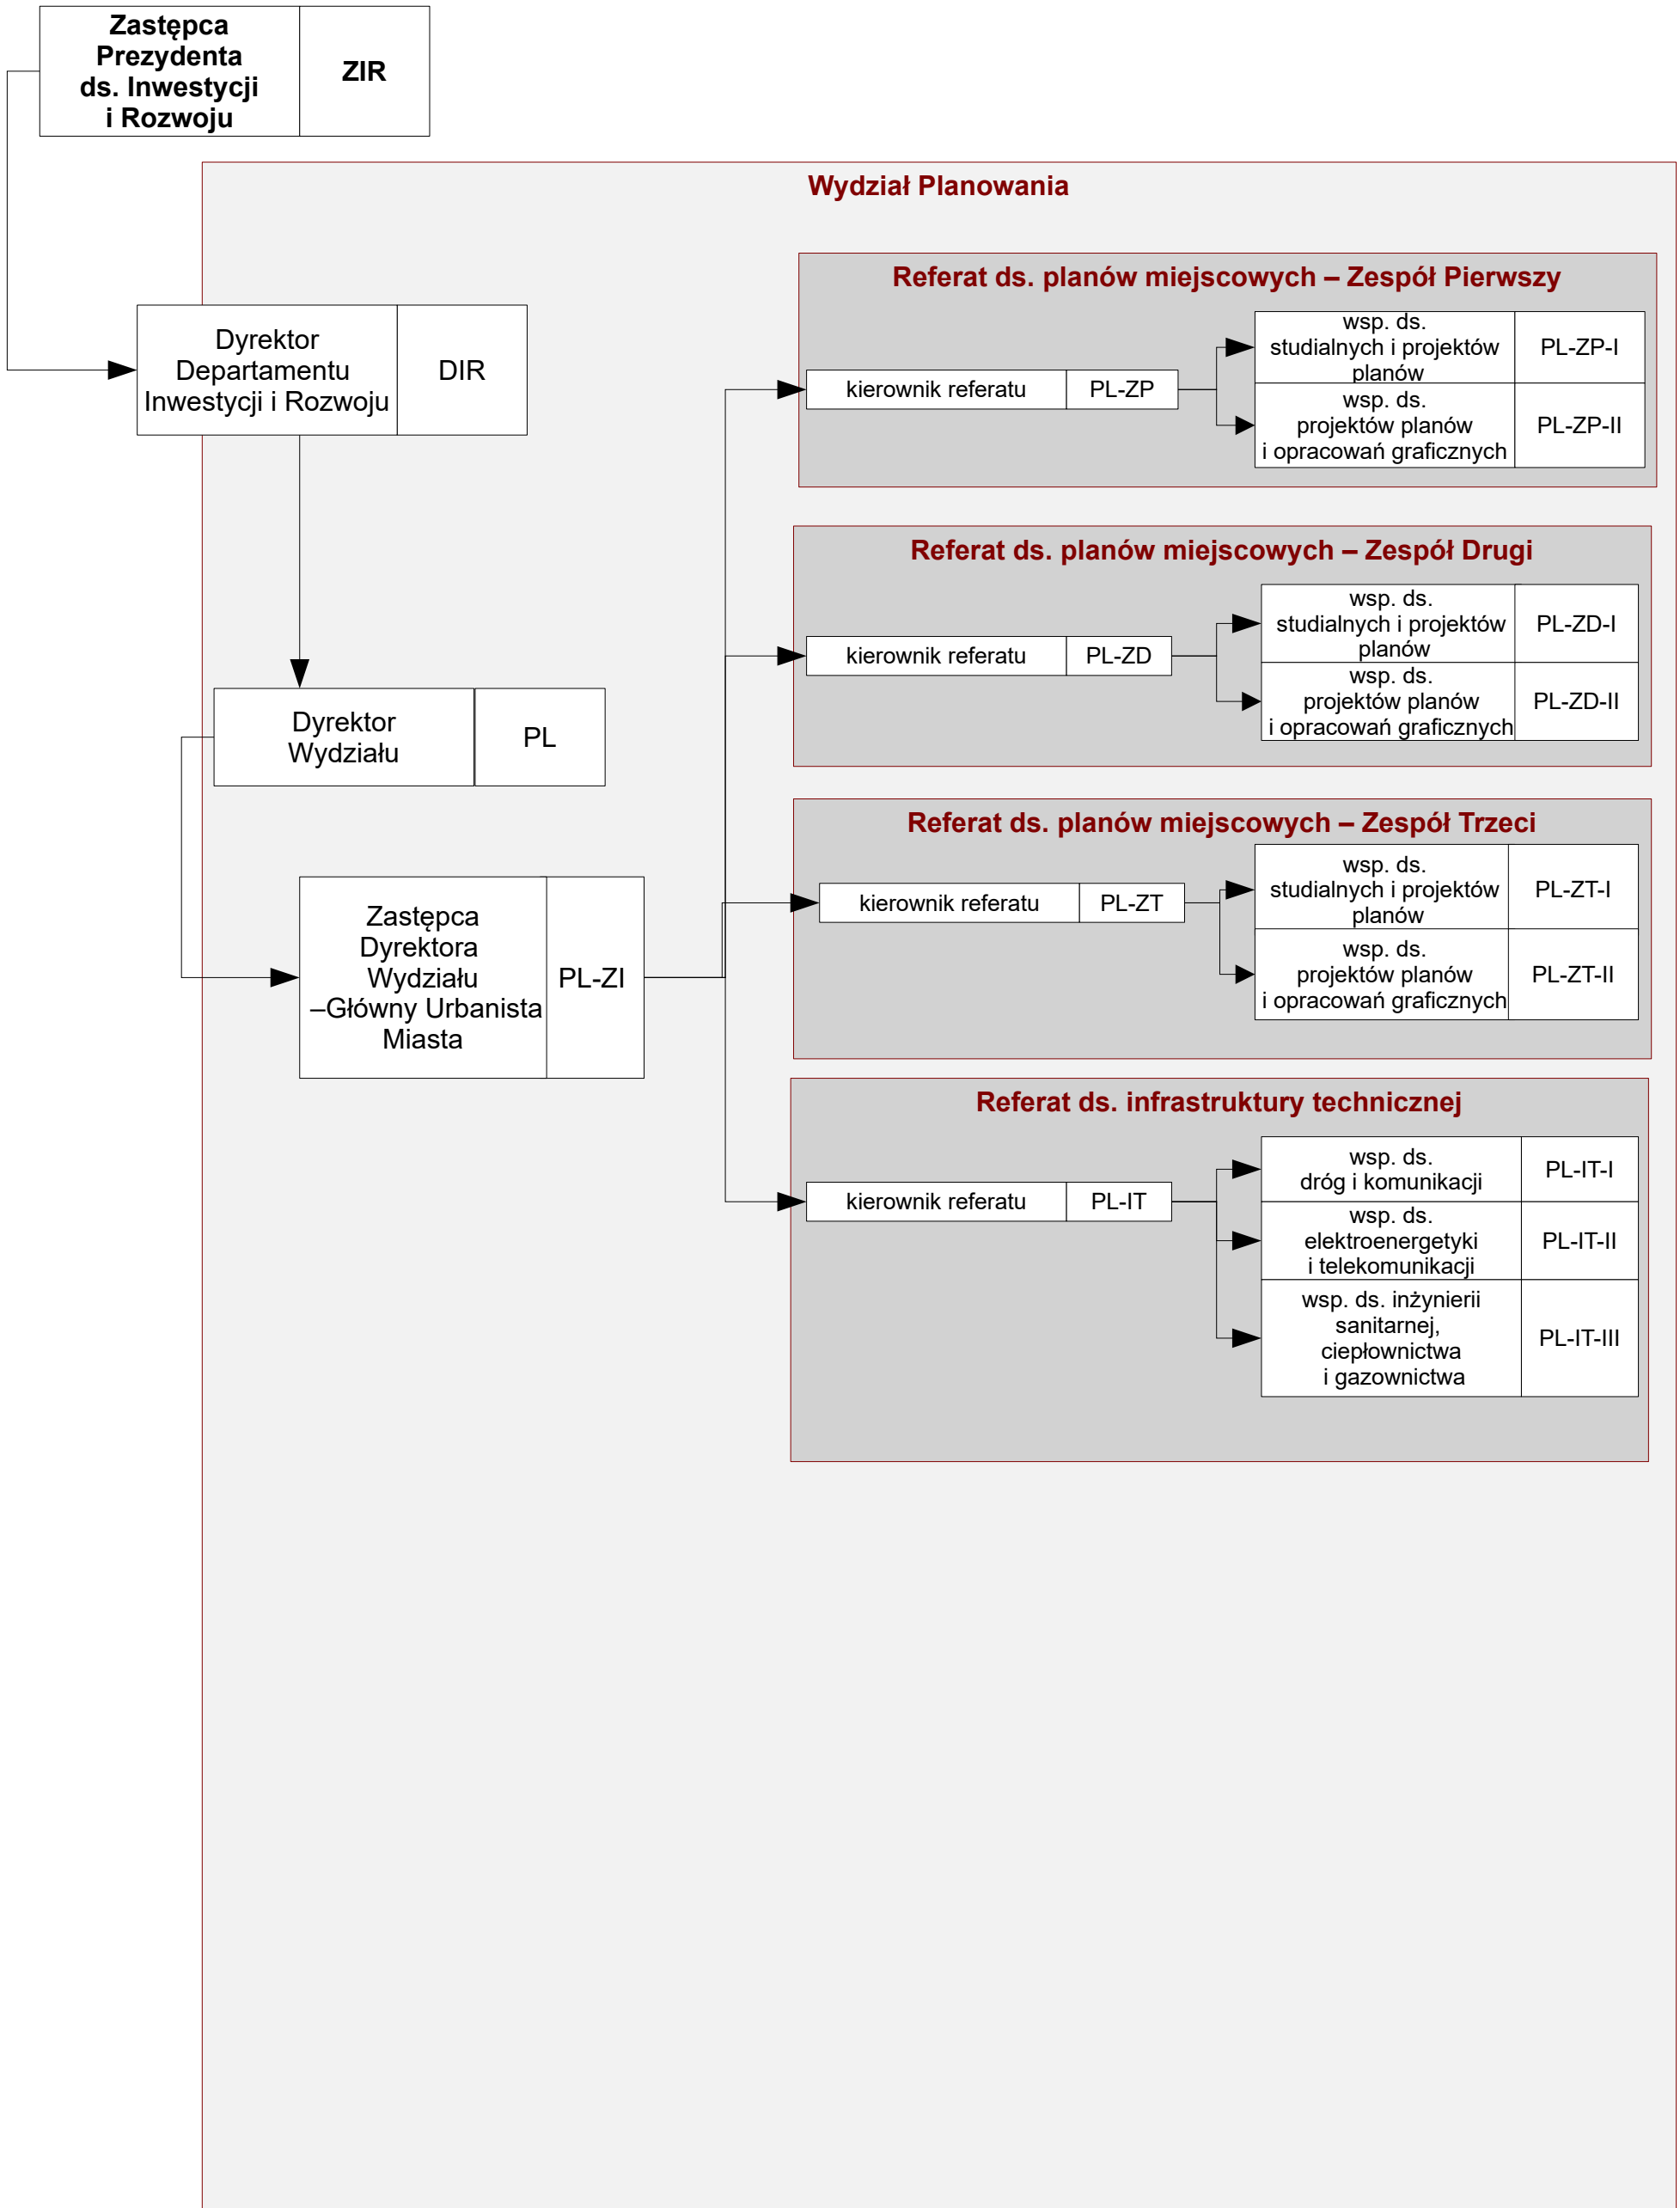 Zastępca
Prezydenta
ds. Inwestycji
i Rozwoju
ZIR
Wydział Planowania
Dyrektor
Departamentu
Inwestycji i Rozwoju
DIR
Dyrektor
Wydziału
PL
Zastępca
Dyrektora
Wydziału
–Główny Urbanista
Miasta
PL-ZI
Referat ds. planów miejscowych – Zespół Pierwszy
kierownik referatu
PL-ZP
wsp. ds.
studialnych i projektów
planów
PL-ZP-I
wsp. ds.
projektów planów
i opracowań graficznych
PL-ZP-II
Referat ds. planów miejscowych – Zespół Drugi
kierownik referatu
PL-ZD
wsp. ds.
studialnych i projektów
planów
PL-ZD-I
wsp. ds.
projektów planów
i opracowań graficznych
PL-ZD-II
Referat ds. planów miejscowych – Zespół Trzeci
kierownik referatu
PL-ZT
wsp. ds.
studialnych i projektów
planów
PL-ZT-I
wsp. ds.
projektów planów
i opracowań graficznych
PL-ZT-II
Referat ds. infrastruktury technicznej
kierownik referatu
PL-IT
wsp. ds.
dróg i komunikacji
PL-IT-I
wsp. ds.
elektroenergetyki
i telekomunikacji
PL-IT-II
wsp. ds. inżynierii
sanitarnej,
ciepłownictwa
i gazownictwa
PL-IT-III